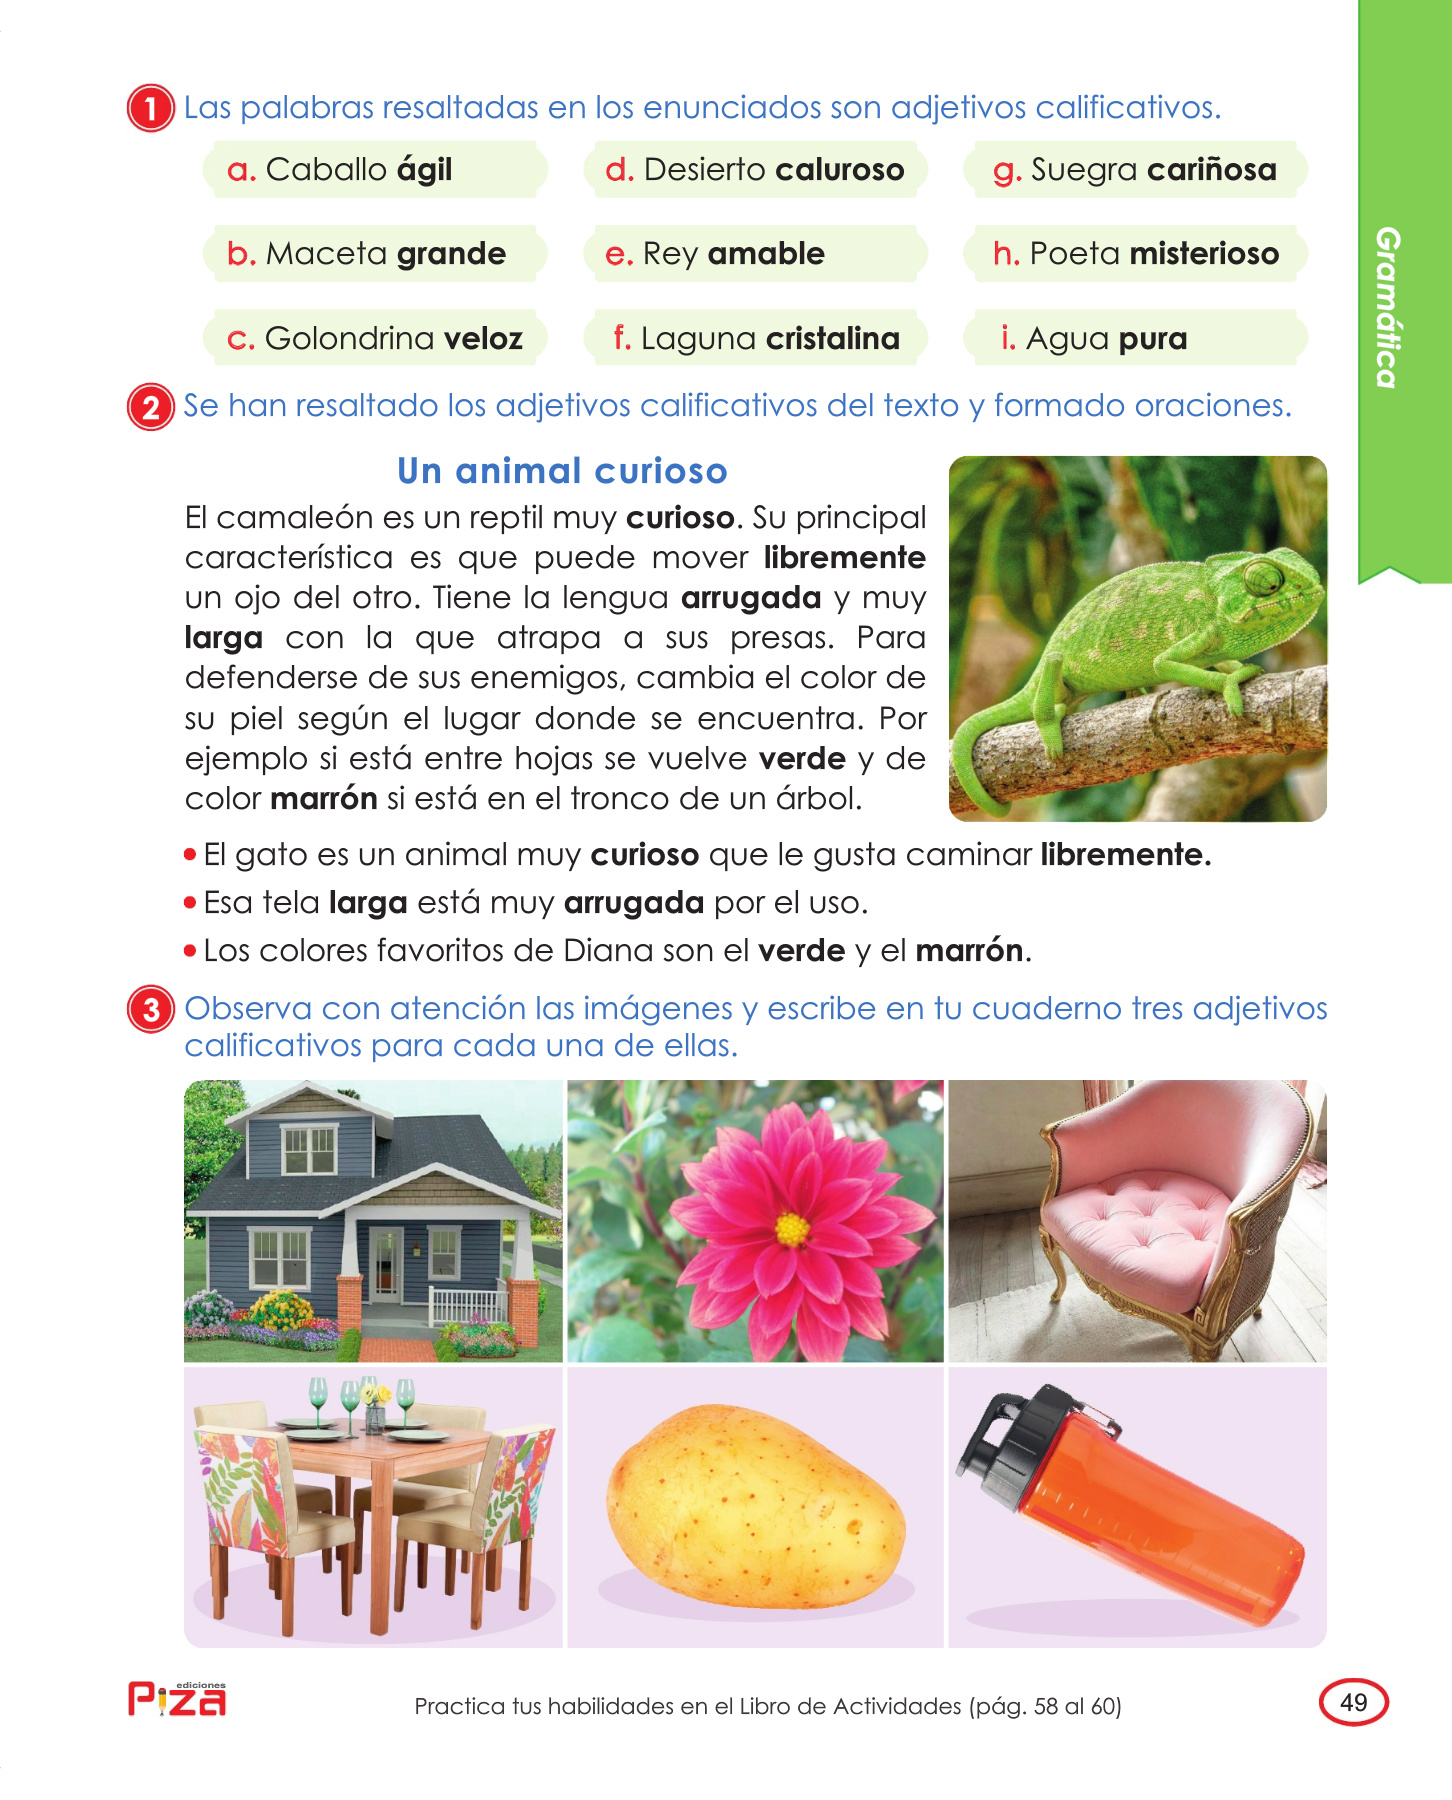 1 Las palabras resaltadas en los enunciados son adjetivos calificativos.
a. Caballo ágil
d. Desierto caluroso
g. Suegra cariñosa
b. Maceta grande
e. Rey amable
h. Poeta misterioso
c. Golondrina veloz
f. Laguna cristalina
i. Agua pura
Gramática
2 Se han resaltado los adjetivos calificativos del texto y formado oraciones.
Un animal curioso
El camaleón es un reptil muy curioso. Su principal
característica es que puede mover libremente
un ojo del otro. Tiene la lengua arrugada y muy
larga con la que atrapa a sus presas. Para
defenderse de sus enemigos, cambia el color de
su piel según el lugar donde se encuentra. Por
ejemplo si está entre hojas se vuelve verde y de
color marrón si está en el tronco de un árbol.
• El gato es un animal muy curioso que le gusta caminar libremente.
• Esa tela larga está muy arrugada por el uso.
• Los colores favoritos de Diana son el verde y el marrón.
3 Observa con atención las imágenes y escribe en tu cuaderno tres adjetivos
calificativos para cada una de ellas.
ediciones
Piza
Practica tus habilidades en el Libro de Actividades (pág. 58 al 60)
49